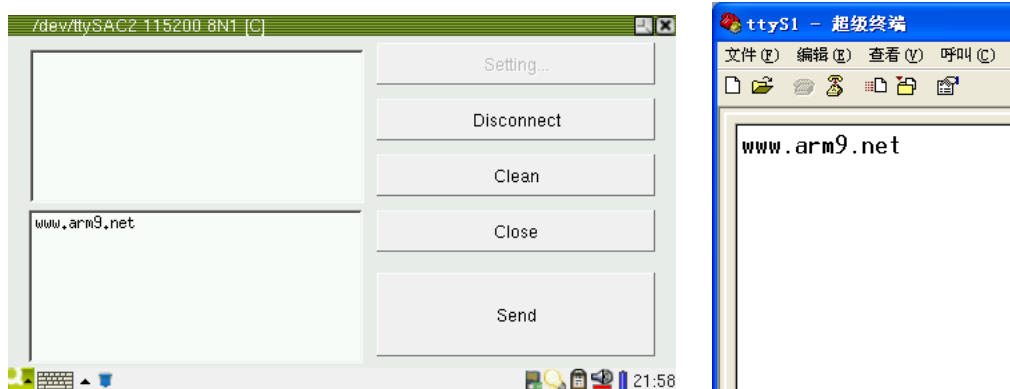 /dev/ttySAC2 115200 8N1 [C]
Setting...
Disconnect
Clean
www.arm9.net
Close
Send
21:58
ttyS1 - 超级终端
文件(F) 编辑(E) 查看(V) 呼叫(C)
www.arm9.net